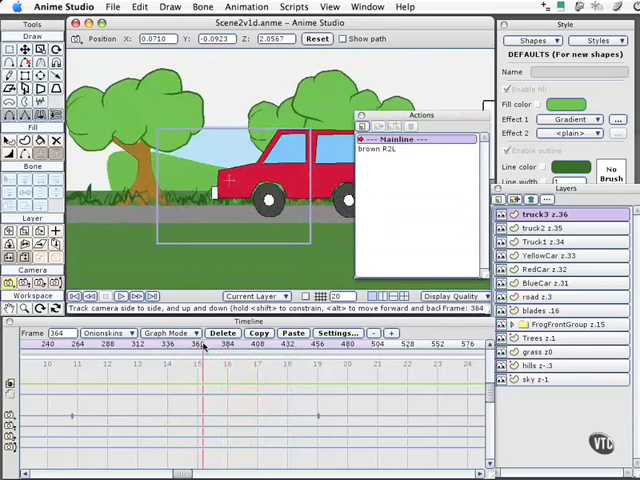 Anime Studio File Edit Draw Bone Animation Scripts View Window Help
Scene2v1d.anme - Anime Studio
Position X: 0.0710 Y: -0.0923 Z: 2.0567 Reset Show path
Tools
Draw
Fill
Bone
Layer
Camera
Workspace
Actions
--- Mainline ---
brown R2L
Style
Shapes Styles
DEFAULTS (For new shapes)
Name
Enable fill
Fill color
Effect 1 Gradient
Effect 2 <plain>
Enable outline
Line color
Line width
No
Brush
Layers
truck3 z.36
truck2 z.35
Truck1 z.34
YellowCar z.33
RedCar z.32
BlueCar z.31
road z.3
blades .16
FrogFrontGroup z.15
Trees z.1
grass z0
hills z-.3
sky z-1
Current Layer 20 Display Quality
Track camera side to side, and up and down (hold <shift> to constrain, <alt> to move forward and bac Frame: 364
Timeline
Frame 364 Onionskins Graph Mode Delete Copy Paste Settings... - +
240 264 288 312 336 360 384 408 432 456 480 504 528 552 576
10 11 12 13 14 15 16 17 18 19 20 21 22 23 24
VTC